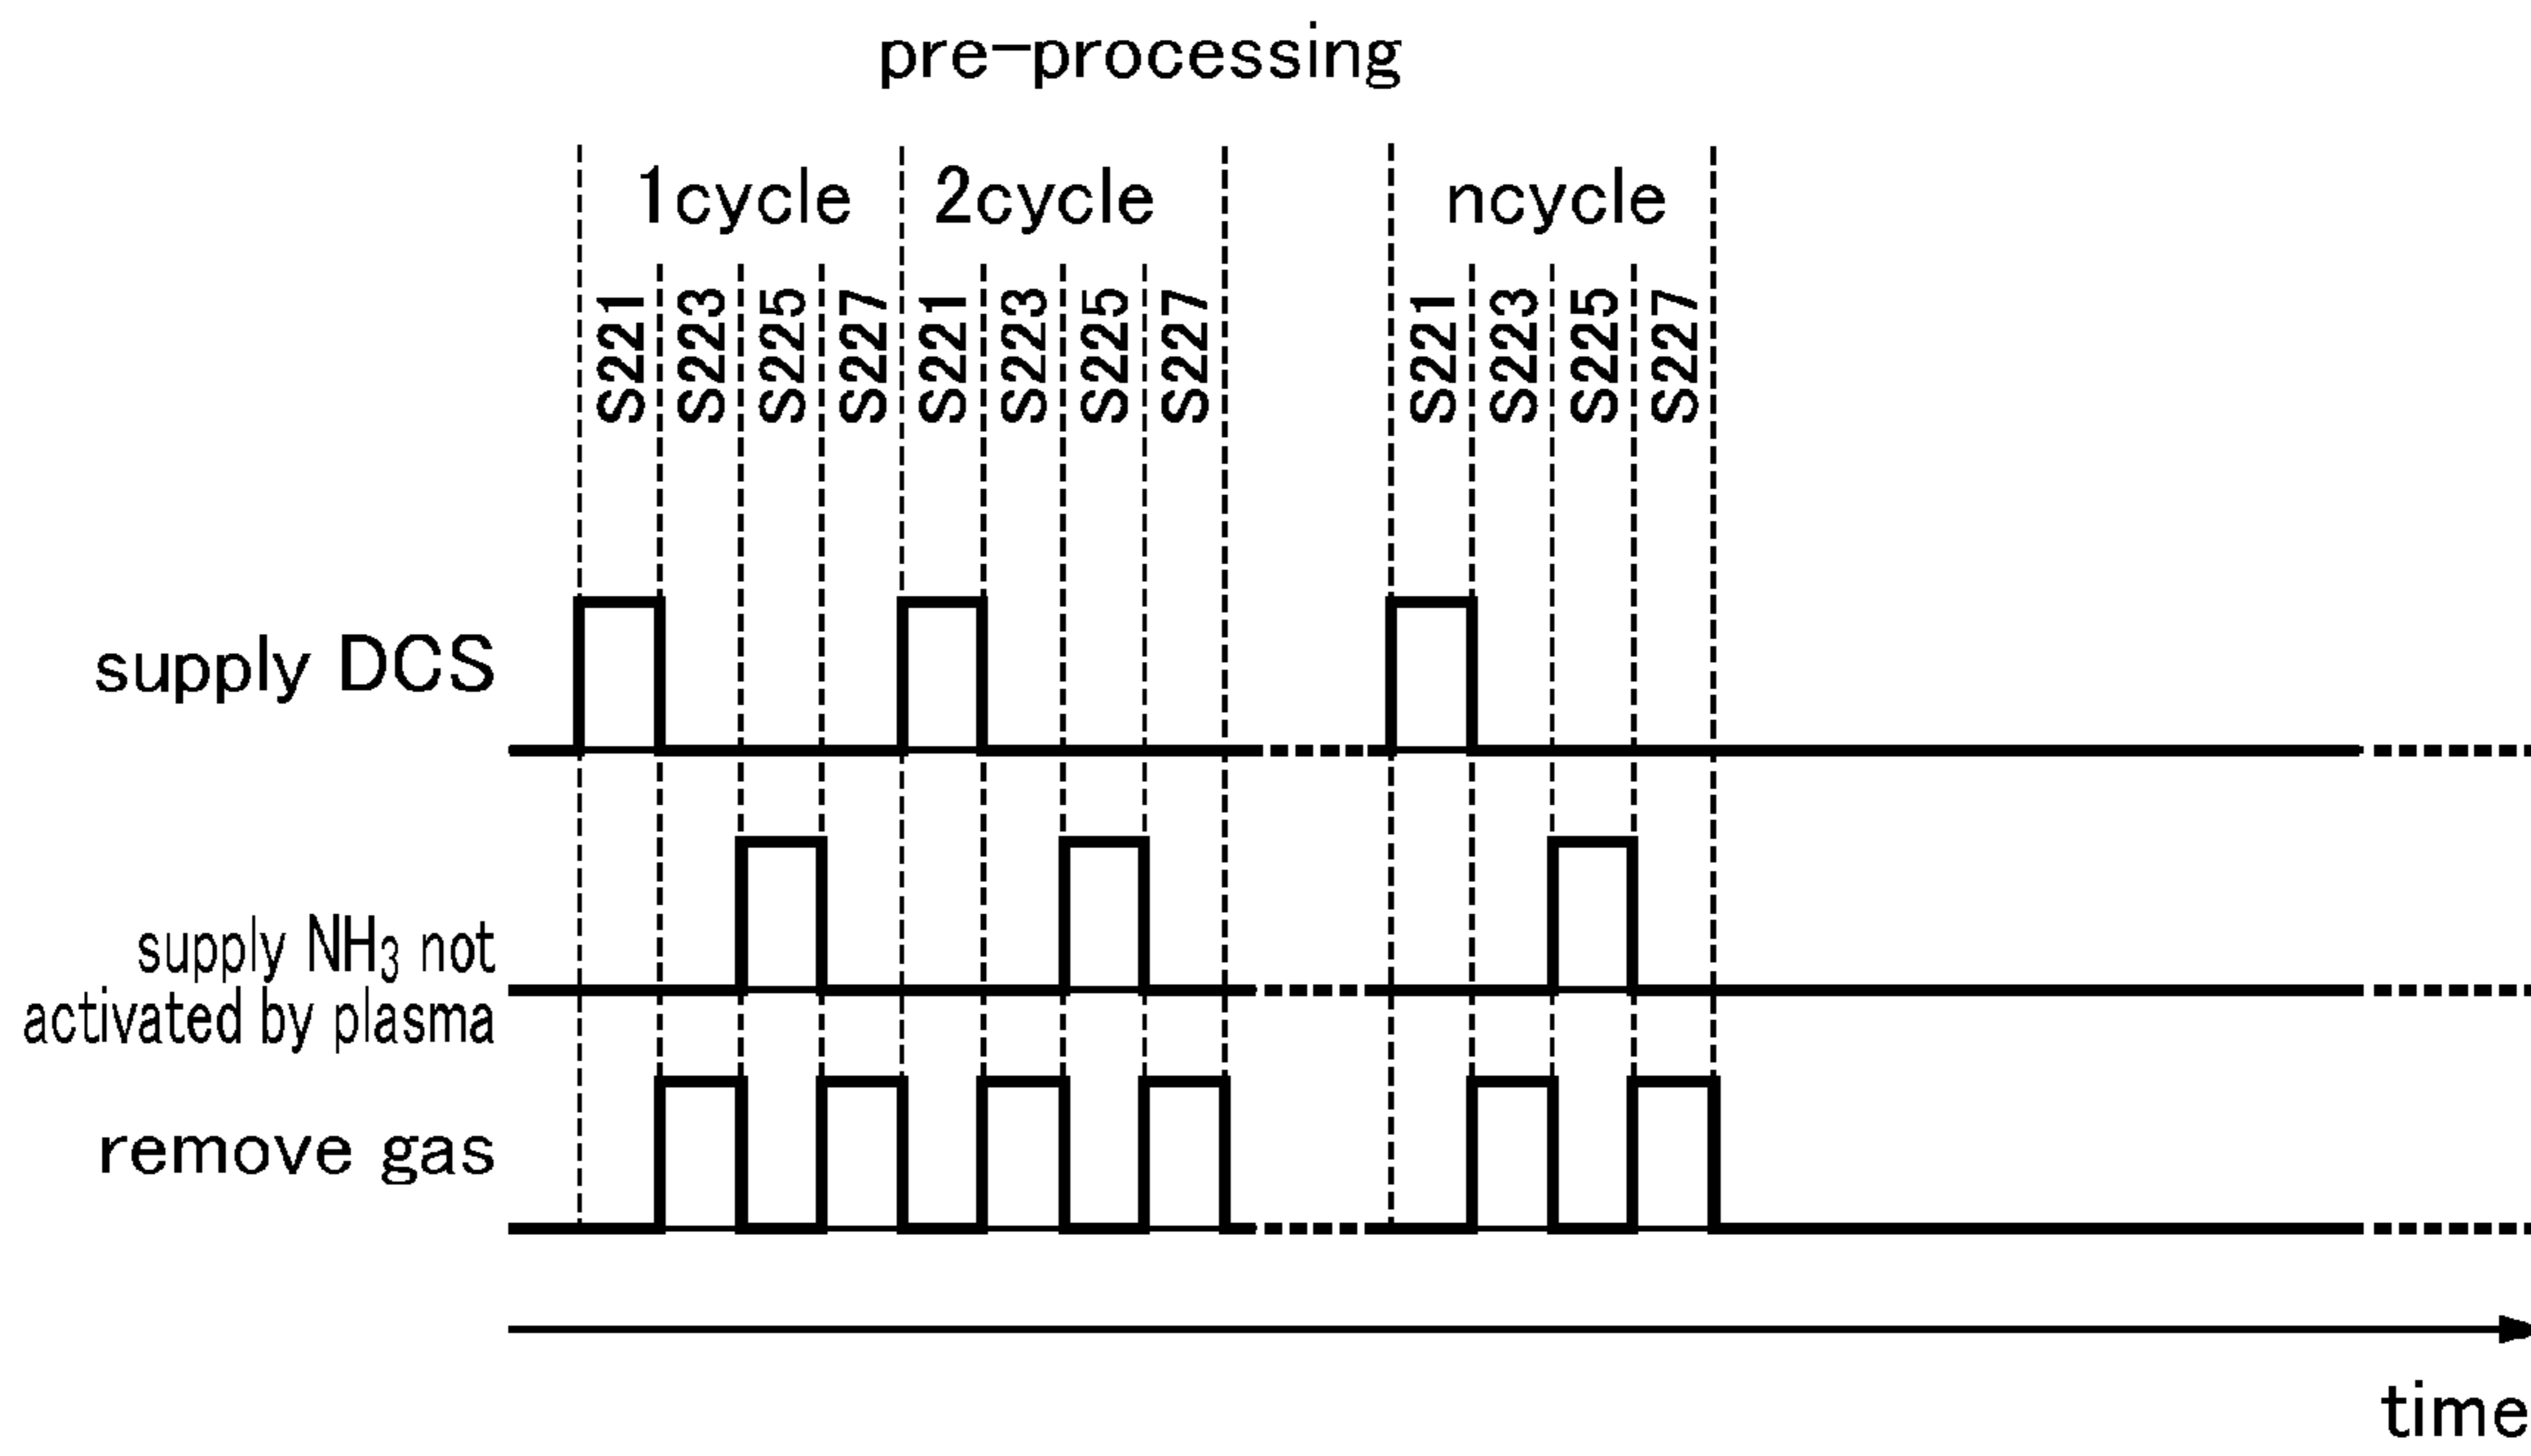 pre-processing
1cycle 2cycle ncycle
S221 S223 S225 S227 S221 S223 S225 S227 S221 S223 S225 S227
supply DCS
supply NH₃ not
activated by plasma
remove gas
time